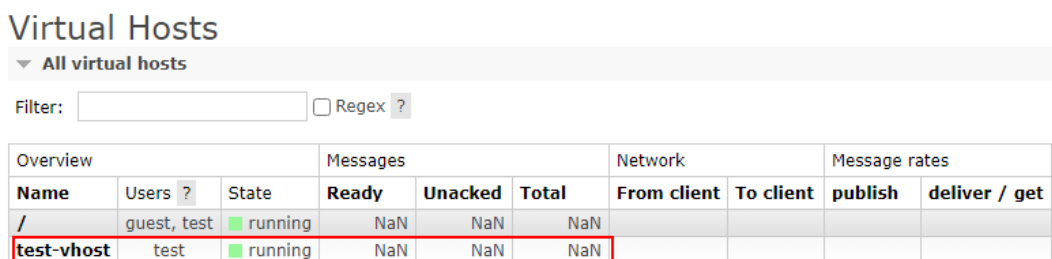 Virtual Hosts
All virtual hosts
Filter: Regex ?
Overview Messages Network Message rates
Name Users ? State Ready Unacked Total From client To client publish deliver / get
/ guest, test running NaN NaN NaN
test-vhost test running NaN NaN NaN